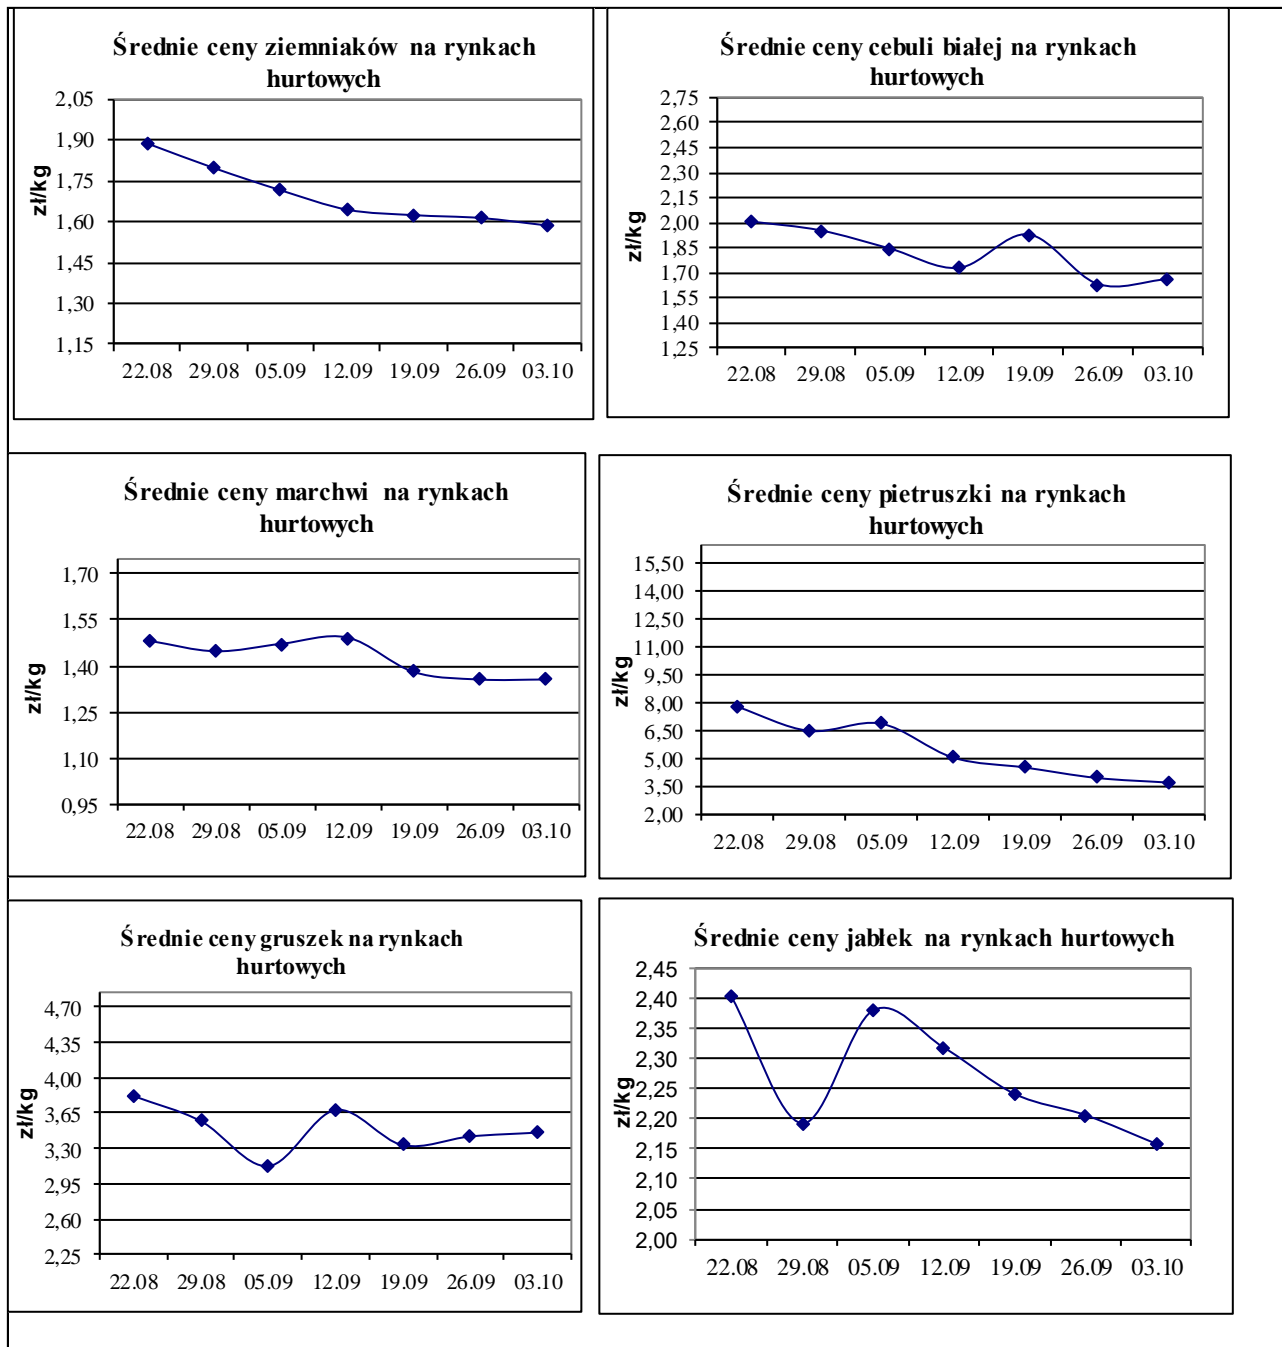 Średnie ceny ziemniaków na rynkach
hurtowych
zł/kg
2,05
1,90
1,75
1,60
1,45
1,30
1,15
22.08 29.08 05.09 12.09 19.09 26.09 03.10
Średnie ceny cebuli białej na rynkach
hurtowych
zł/kg
2,75
2,60
2,45
2,30
2,15
2,00
1,85
1,70
1,55
1,40
1,25
22.08 29.08 05.09 12.09 19.09 26.09 03.10
Średnie ceny marchwi na rynkach
hurtowych
zł/kg
1,70
1,55
1,40
1,25
1,10
0,95
22.08 29.08 05.09 12.09 19.09 26.09 03.10
Średnie ceny pietruszki na rynkach
hurtowych
zł/kg
15,50
14,00
12,50
11,00
9,50
8,00
6,50
5,00
3,50
2,00
22.08 29.08 05.09 12.09 19.09 26.09 03.10
Średnie ceny gruszek na rynkach
hurtowych
zł/kg
4,70
4,35
4,00
3,65
3,30
2,95
2,60
2,25
22.08 29.08 05.09 12.09 19.09 26.09 03.10
Średnie ceny jabłek na rynkach hurtowych
zł/kg
2,45
2,40
2,35
2,30
2,25
2,20
2,15
2,10
2,05
2,00
22.08 29.08 05.09 12.09 19.09 26.09 03.10